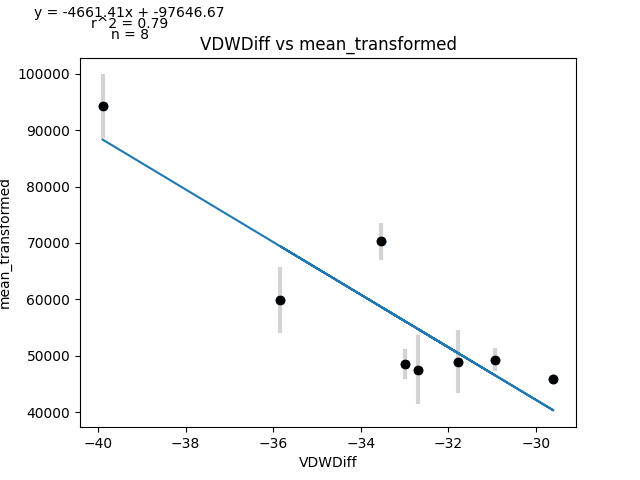 y = -4661.41x + -97646.67
r^2 = 0.79
n = 8
VDWDiff vs mean_transformed
100000
90000
80000
70000
60000
50000
40000
mean_transformed
−40
−38
−36
−34
−32
−30
VDWDiff